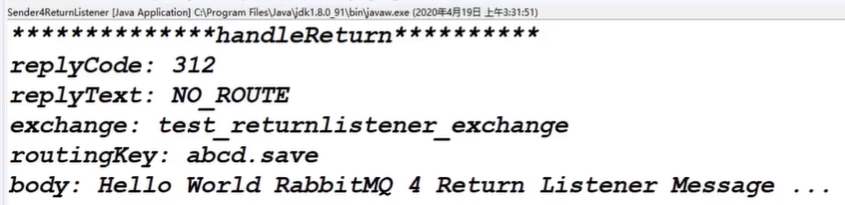 Sender4ReturnListener [Java Application] C:\Program Files\Java\jdk1.8.0_91\bin\javaw.exe (2020年4月19日 上午3:31:51)
**************handleReturn**********
replyCode: 312
replyText: NO_ROUTE
exchange: test_returnlistener_exchange
routingKey: abcd.save
body: Hello World RabbitMQ 4 Return Listener Message ...